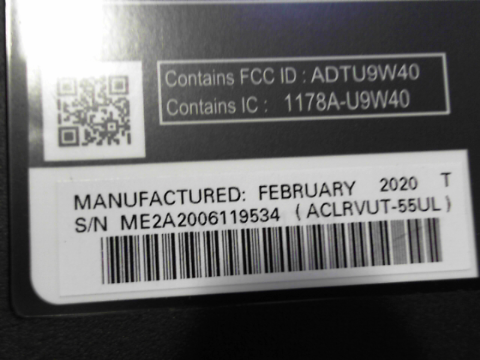 Contains FCC ID : ADTU9W40
Contains IC : 1178A-U9W40
MANUFACTURED: FEBRUARY 2020 T
S/N ME2A2006119534 (ACLRVUT-55UL)